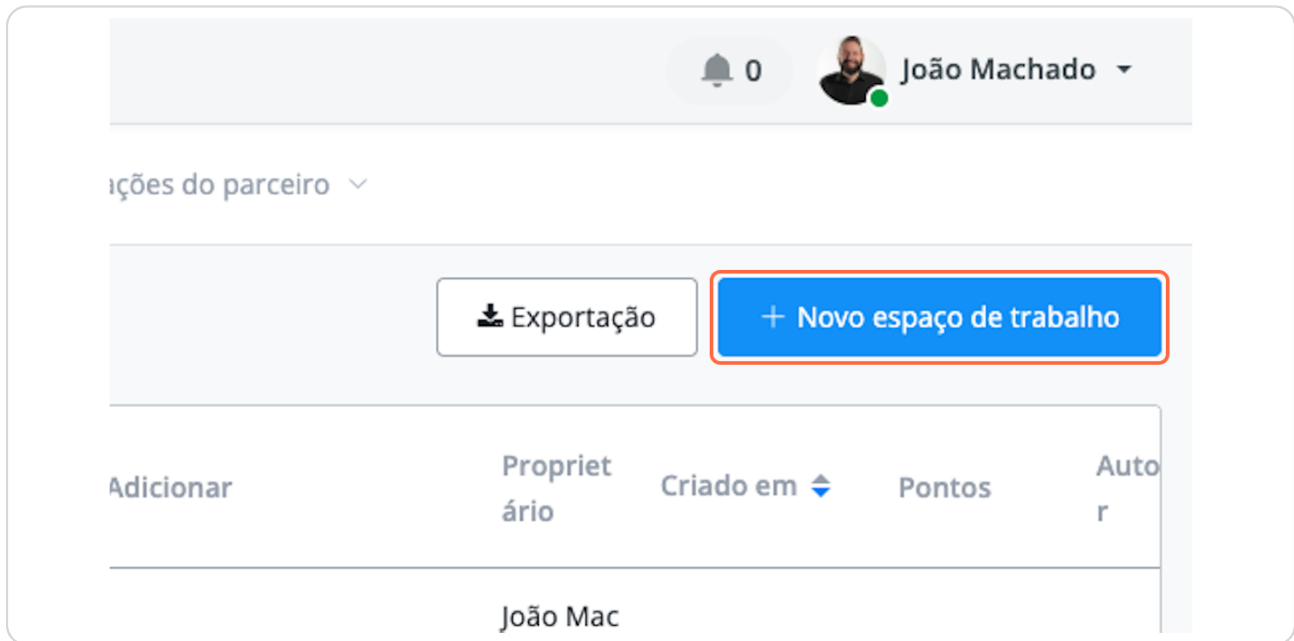 0 João Machado
ações do parceiro
Exportação + Novo espaço de trabalho
Adicionar Propriet
ário Criado em Pontos Auto
r
João Mac